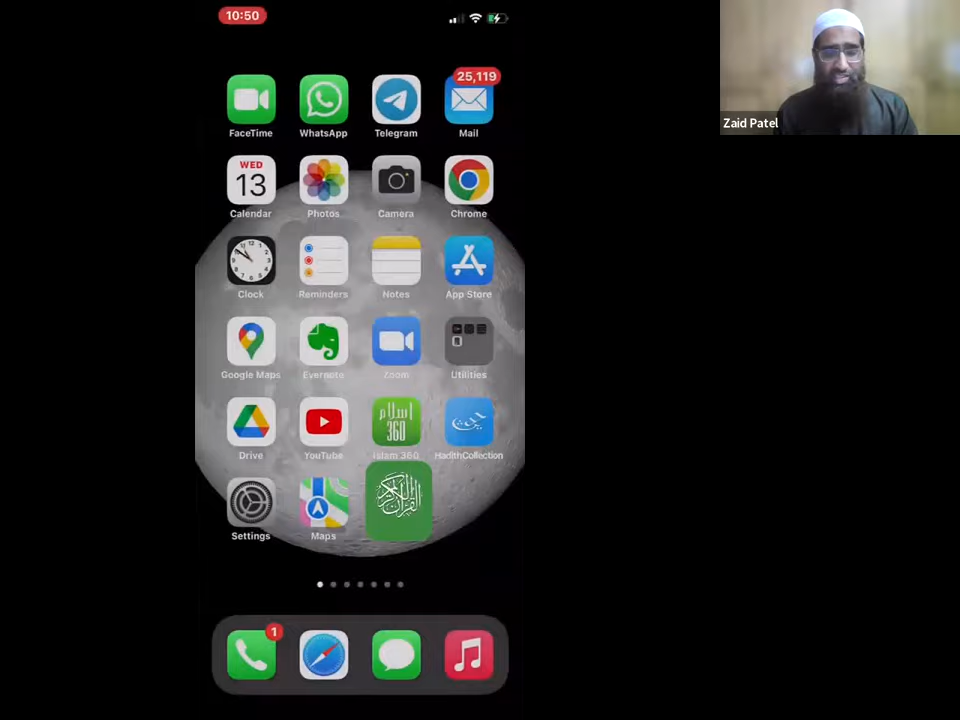 10:50
Zaid Patel
25,119
FaceTime
WhatsApp
Telegram
Mail
WED
13
Calendar
Photos
Camera
Chrome
Clock
Reminders
Notes
App Store
Google Maps
Evernote
Zoom
Utilities
اسلام
360
حدیث
Drive
YouTube
Islam 360
HadithCollection
القرآن الكريم
Settings
Maps
1